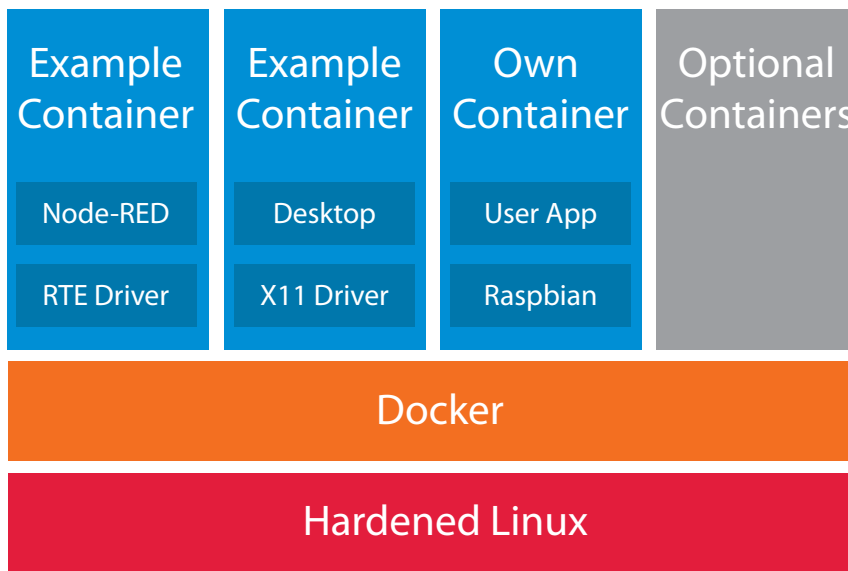 Example
Container
Node-RED
RTE Driver
Example
Container
Desktop
X11 Driver
Own
Container
User App
Raspbian
Optional
Containers
Docker
Hardened Linux